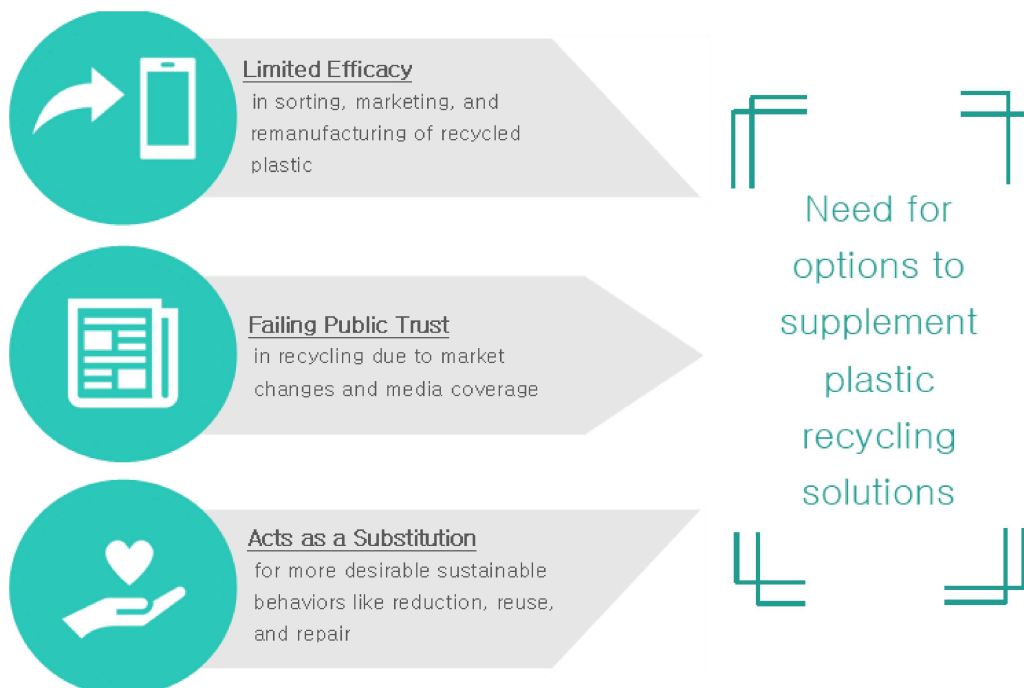 Limited Efficacy
in sorting, marketing, and
remanufacturing of recycled
plastic
Failing Public Trust
in recycling due to market
changes and media coverage
Acts as a Substitution
for more desirable sustainable
behaviors like reduction, reuse,
and repair
Need for
options to
supplement
plastic
recycling
solutions